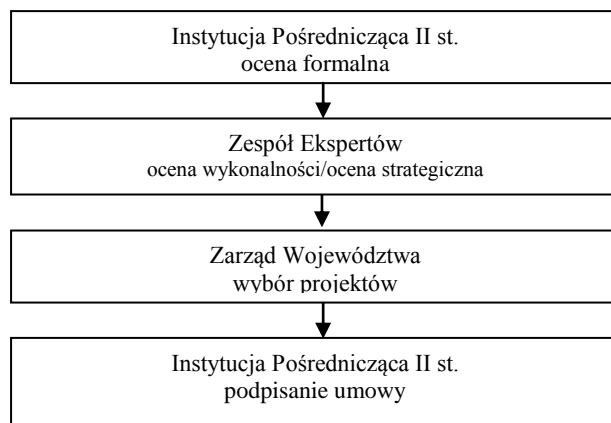 Instytucja Pośrednicząca II st.
ocena formalna
Zespół Ekspertów
ocena wykonalności/ocena strategiczna
Zarząd Województwa
wybór projektów
Instytucja Pośrednicząca II st.
podpisanie umowy